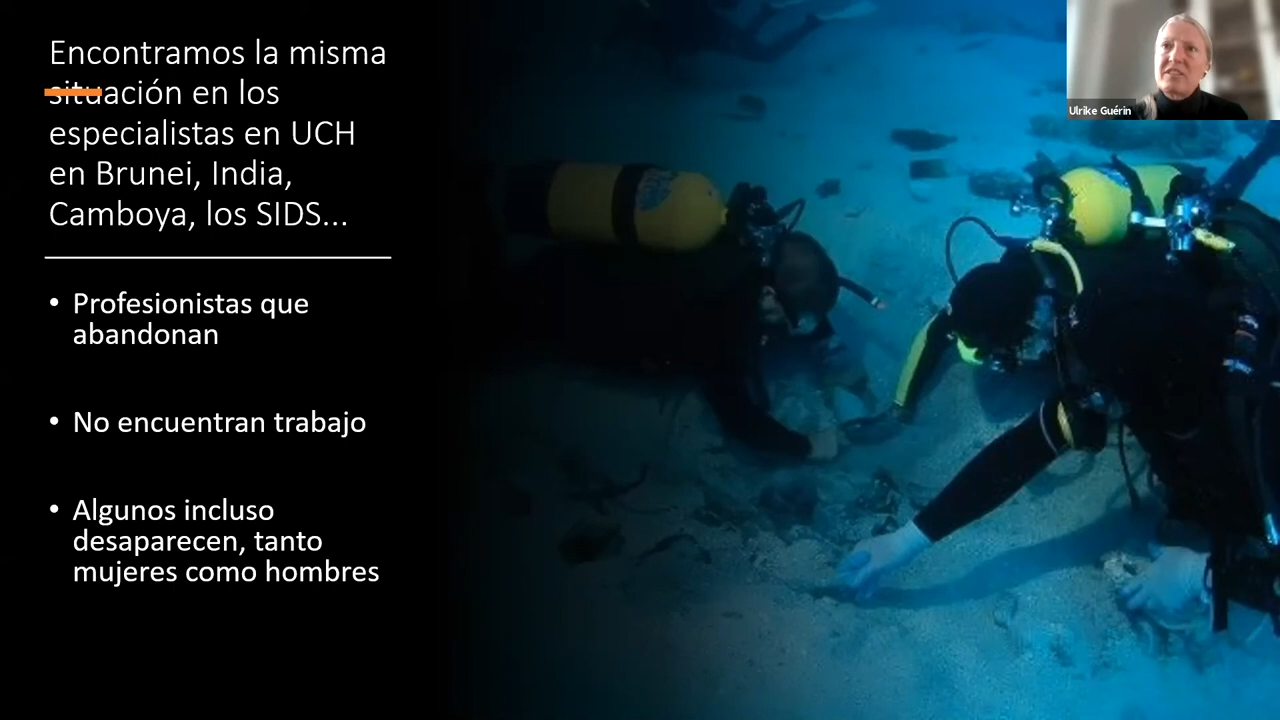 Encontramos la misma
situación en los
especialistas en UCH
en Brunei, India,
Camboya, los SIDS...
• Profesionistas que
abandonan
• No encuentran trabajo
• Algunos incluso
desaparecen, tanto
mujeres como hombres
Ulrike Guérin